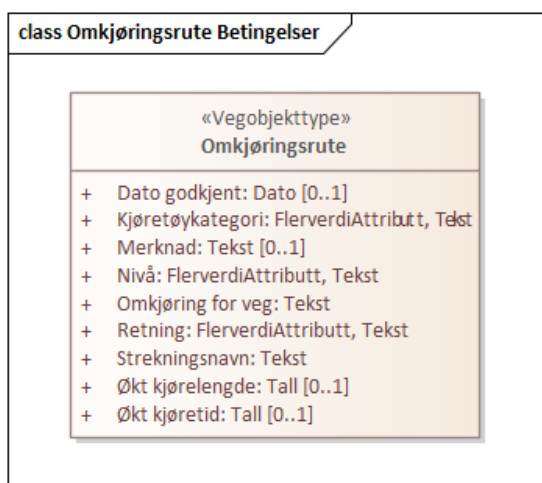 class Omkjøringsrute Betingelser
«Vegobjekttype»
Omkjøringsrute
+ Dato godkjent: Dato [0..1]
+ Kjøretøykategori: FlerverdiAttributt, Tekst
+ Merknad: Tekst [0..1]
+ Nivå: FlerverdiAttributt, Tekst
+ Omkjøring for veg: Tekst
+ Retning: FlerverdiAttributt, Tekst
+ Strekningsnavn: Tekst
+ Økt kjørelengde: Tall [0..1]
+ Økt kjøretid: Tall [0..1]